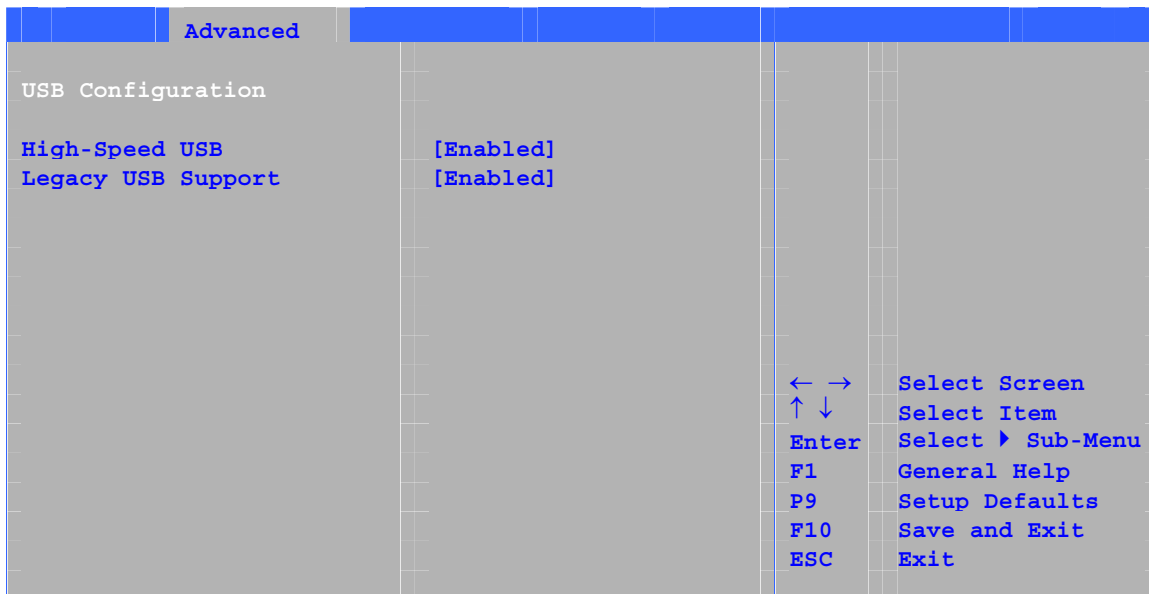 Advanced
USB Configuration
High-Speed USB [Enabled]
Legacy USB Support [Enabled]
← → Select Screen
↑ ↓ Select Item
Enter Select ▶ Sub-Menu
F1 General Help
P9 Setup Defaults
F10 Save and Exit
ESC Exit